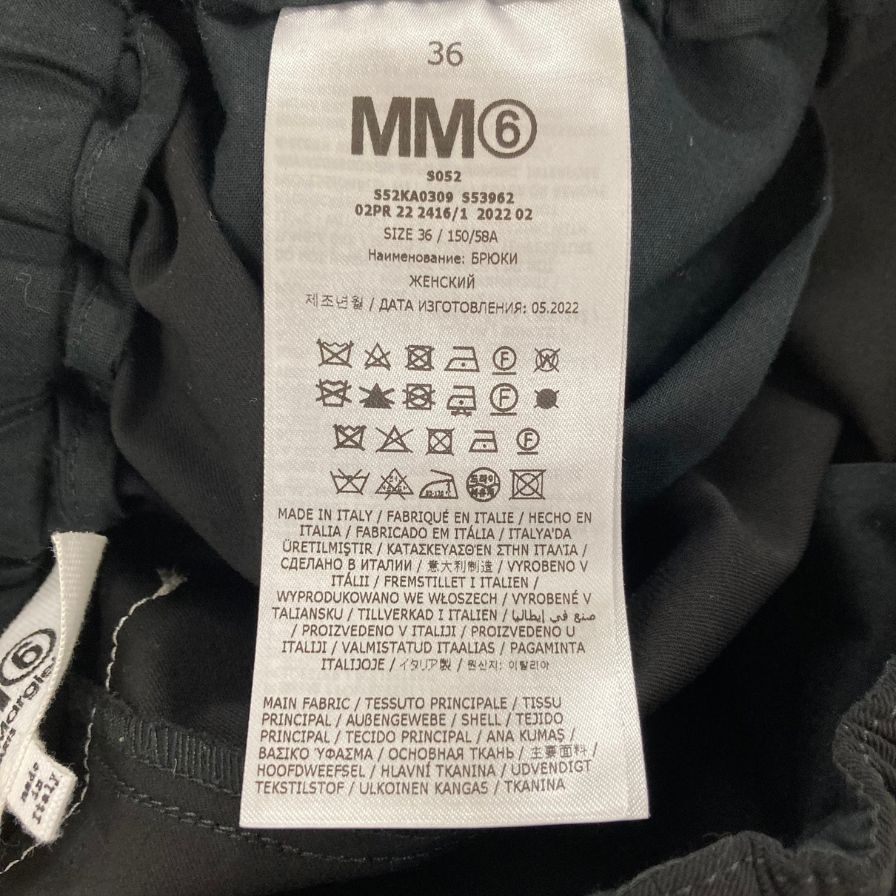 36
MM⑥
S052
S52KA0309 S53962
02PR 22 2416/1 2022 02
SIZE 36 / 150/58A
Наименование: БРЮКИ
ЖЕНСКИЙ
제조년월 / ДАТА ИЗГОТОВЛЕНИЯ: 05.2022
F W
F
F
MADE IN ITALY / FABRIQUÉ EN ITALIE / HECHO EN
ITALIA / FABRICADO EM ITÁLIA / ITALYA'DA
ÜRETILMIŞTIR / ΚΑΤΑΣΚΕΥΑΣΘΕΝ ΣΤΗΝ ΙΤΑΛΙΑ /
СДЕЛАНО В ИТАЛИИ / 意大利制造 / VYROBENO V
ITÁLII / FREMSTILLET I ITALIEN /
WYPRODUKOWANO WE WŁOSZECH / VYROBENÉ V
TALIANSKU / TILLVERKAD I ITALIEN / صنع في إيطاليا
/ PROIZVEDENO V ITALIJI / PROIZVEDENO U
ITALIJI / VALMISTATUD ITAALIAS / PAGAMINTA
ITALIJOJE / イタリア製 / 원산지: 이탈리아
MAIN FABRIC / TESSUTO PRINCIPALE / TISSU
PRINCIPAL / AUßENGEWEBE / SHELL / TEJIDO
PRINCIPAL / TECIDO PRINCIPAL / ANA KUMAŞ /
ΒΑΣΙΚΟ ΎΦΑΣΜΑ / ОСНОВНАЯ ТКАНЬ / 主要面料 /
HOOFDWEEFSEL / HLAVNÍ TKANINA / UDVENDIGT
TEKSTILSTOF / ULKOINEN KANGAS / TKANINA
⑥
made
in
Italy